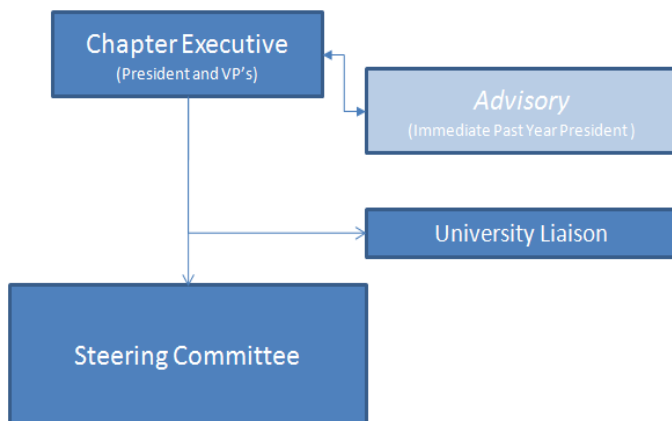 Chapter Executive
(President and VP's)
Advisory
(Immediate Past Year President )
University Liaison
Steering Committee